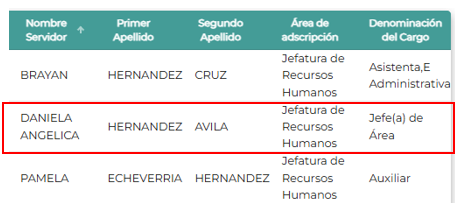 Nombre Servidor Primer Apellido Segundo Apellido Área de adscripción Denominación del Cargo
BRAYAN HERNANDEZ CRUZ Jefatura de Recursos Humanos Asistenta,E Administrativa
DANIELA ANGELICA HERNANDEZ AVILA Jefatura de Recursos Humanos Jefe(a) de Área
PAMELA ECHEVERRIA HERNANDEZ Jefatura de Recursos Humanos Auxiliar